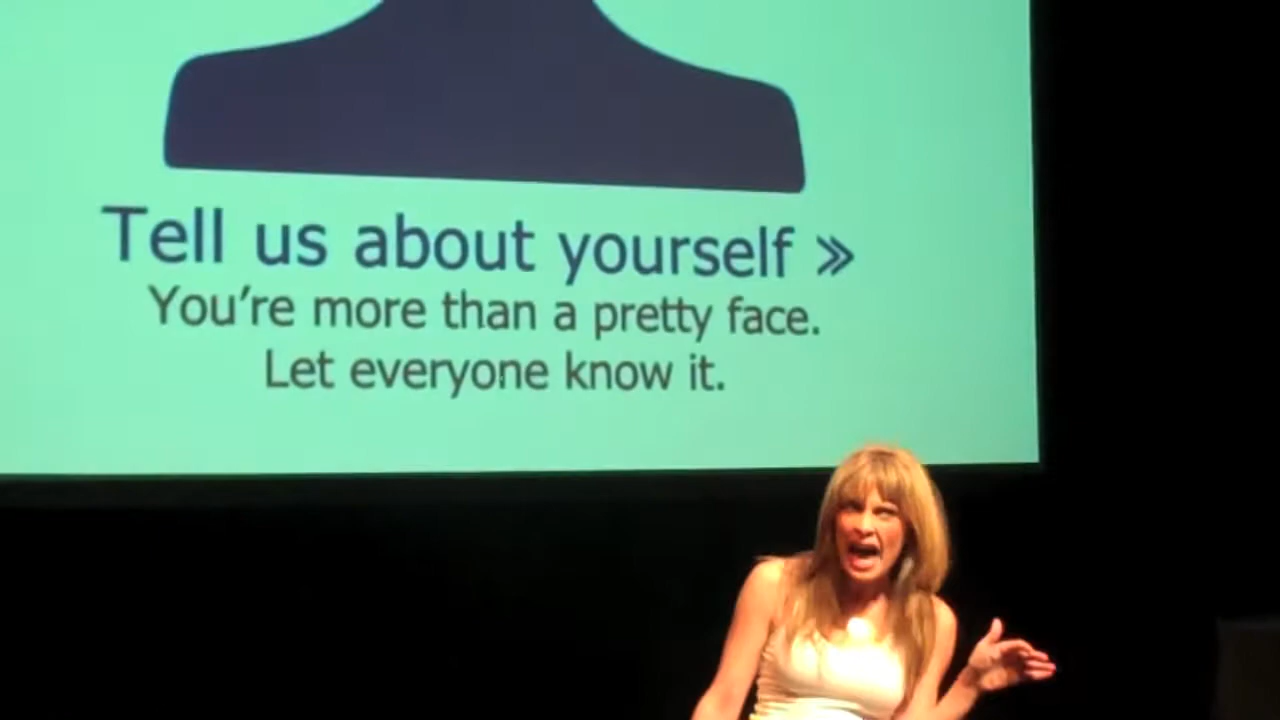 Tell us about yourself »
You're more than a pretty face.
Let everyone know it.